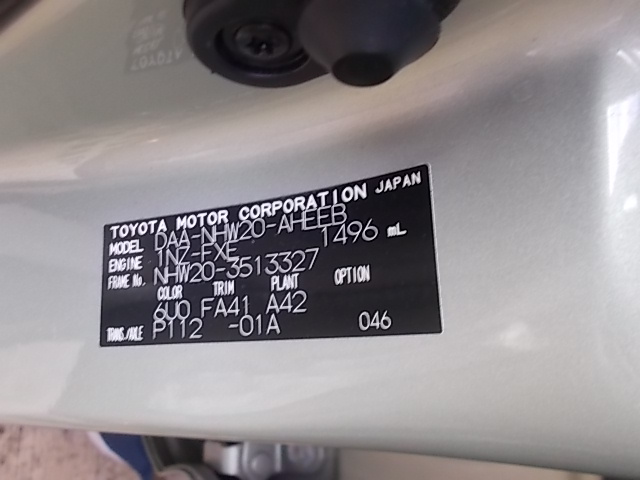 TOYOTA MOTOR CORPORATION JAPAN
MODEL DAA-NHW20-AHEEB
ENGINE 1NZ-FXE 1496 mL
FRAME No. NHW20-3513327
COLOR TRIM PLANT OPTION
6U0 FA41 A42
TRANS./AXLE P112 -01A 046